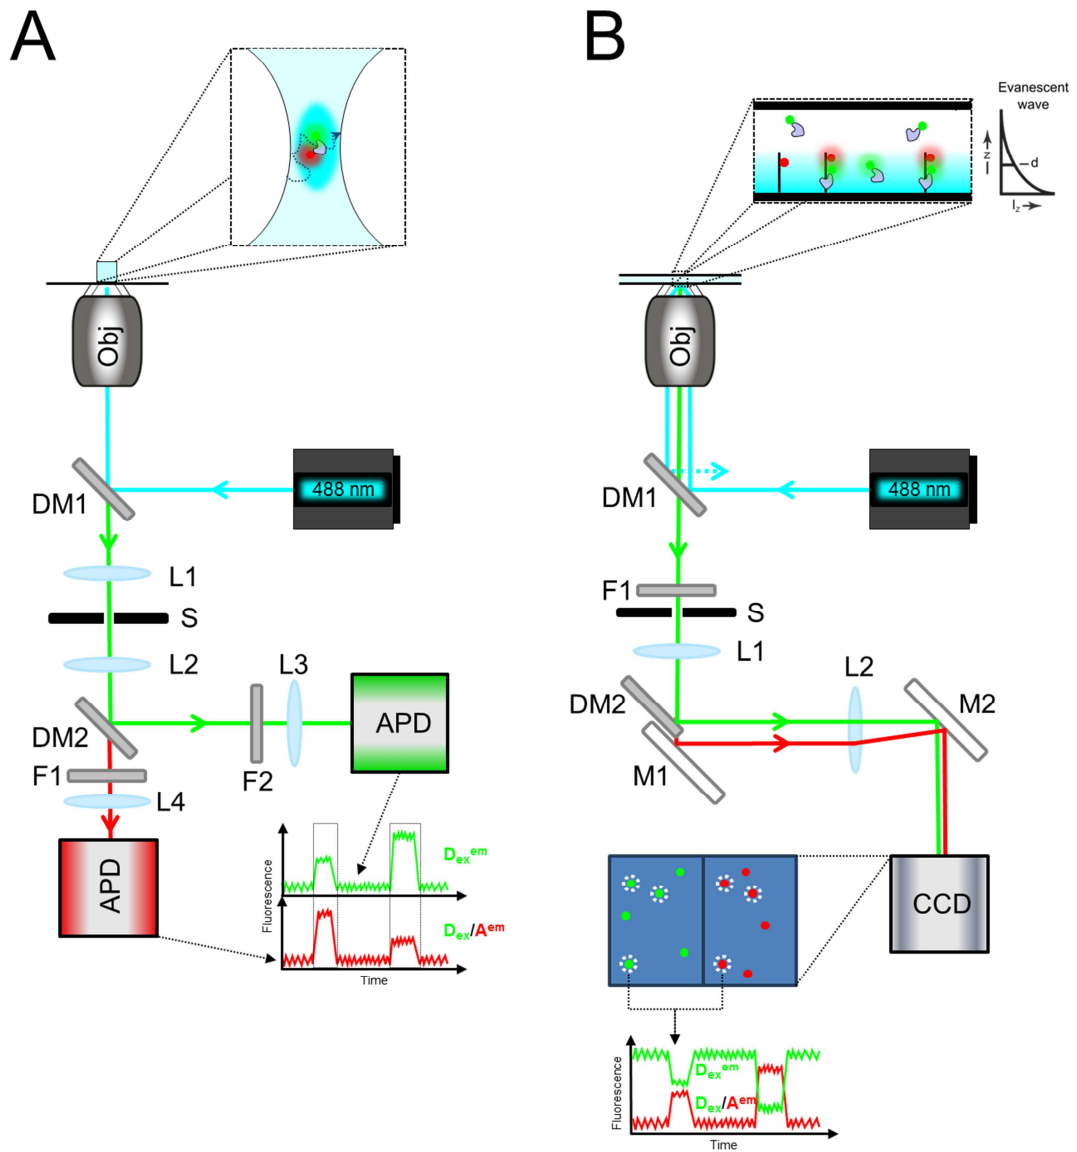 A
Obj
488 nm
DM1
L1
S
L2
L3
DM2
APD
F1
F2
L4
APD
Fluorescence
Dexem
Dex/Aem
Time
B
Evanescent
wave
z
d
Iz
Obj
488 nm
DM1
F1
S
L1
L2
DM2
M2
M1
CCD
Fluorescence
Dexem
Dex/Aem
Time